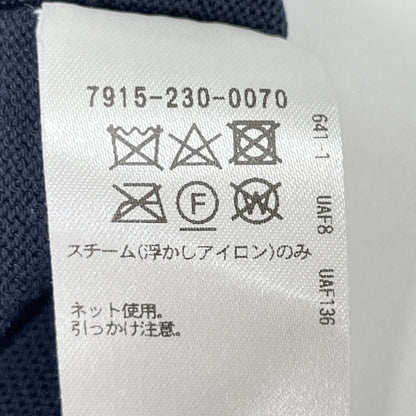 7915-230-0070
F
W
スチーム(浮かしアイロン)のみ
ネット使用。
引っかけ注意。
641-1 UAF8 UAF136